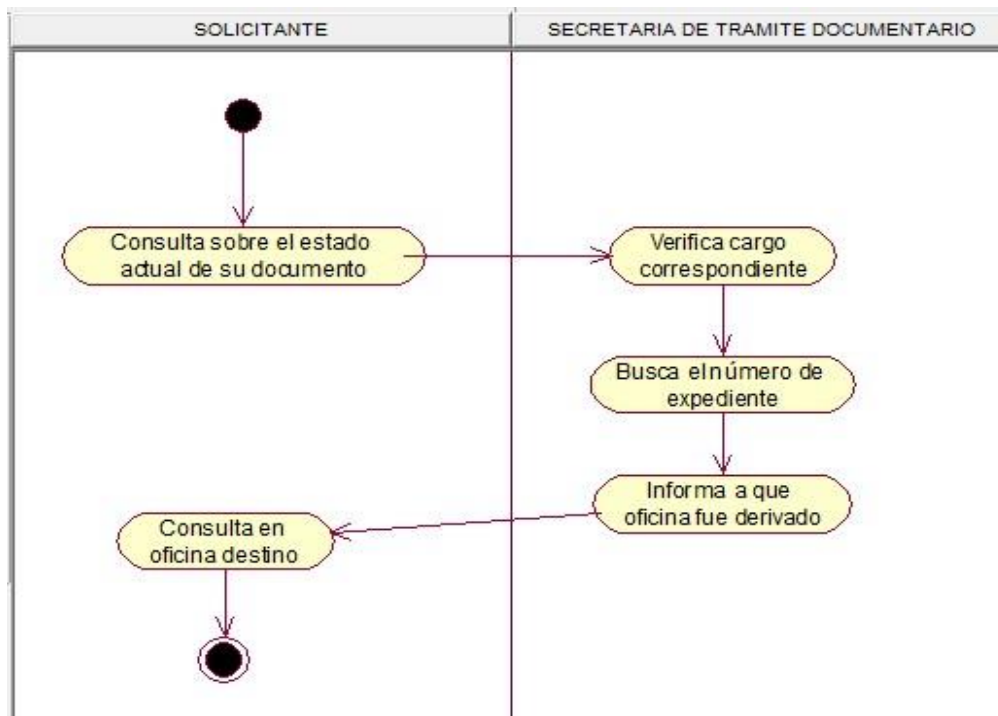 SOLICITANTE
SECRETARIA DE TRAMITE DOCUMENTARIO
Consulta sobre el estado
actual de su documento
Verifica cargo
correspondiente
Busca el número de
expediente
Informa a que
oficina fue derivado
Consulta en
oficina destino